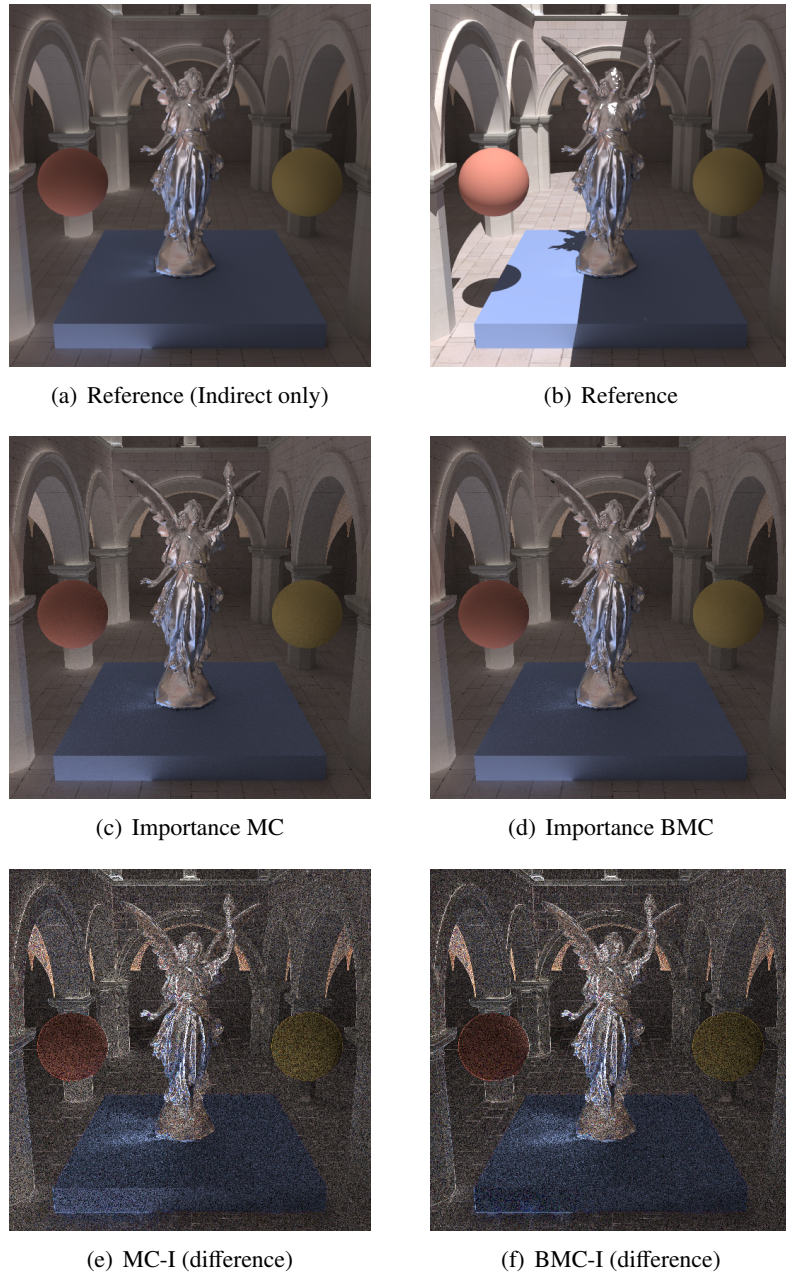 (a) Reference (Indirect only)
(b) Reference
(c) Importance MC
(d) Importance BMC
(e) MC-I (difference)
(f) BMC-I (difference)